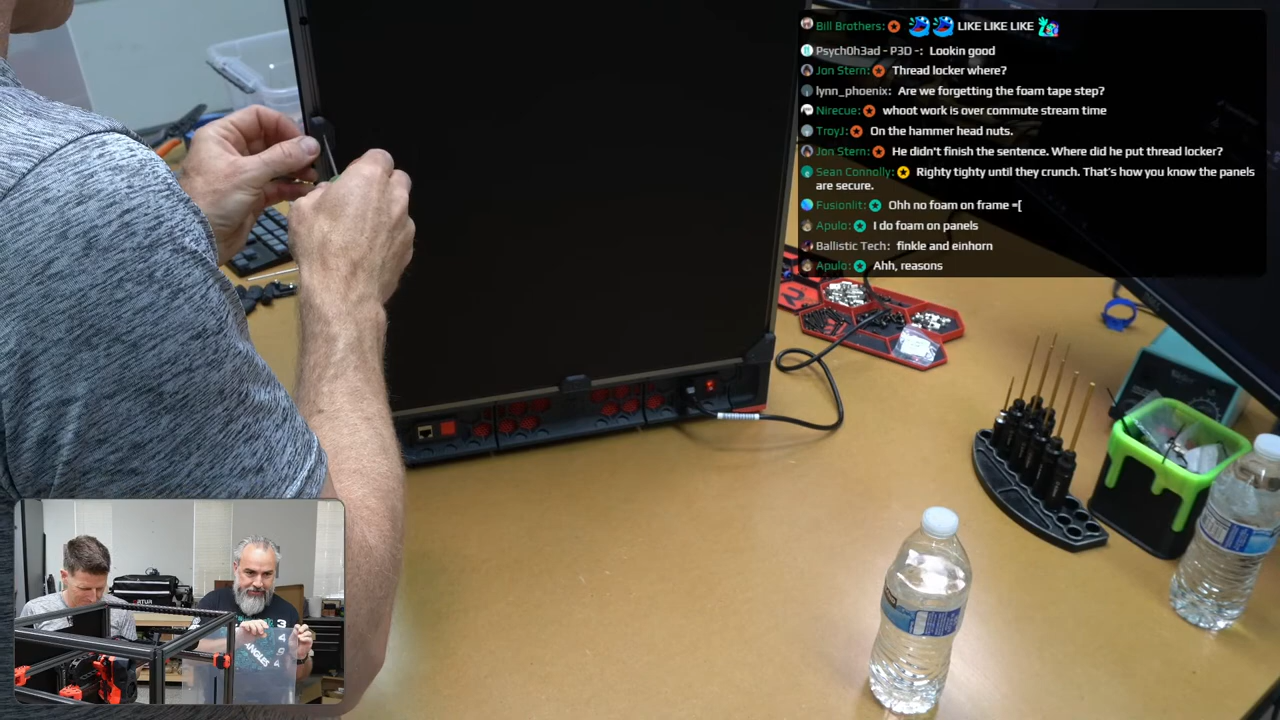 Bill Brothers: LIKE LIKE LIKE
Psych0h3ad - P3D -: Lookin good
Jon Stern: Thread locker where?
lynn_phoenix: Are we forgetting the foam tape step?
Nirecue: whoot work is over commute stream time
TroyJ: On the hammer head nuts.
Jon Stern: He didn't finish the sentence. Where did he put thread locker?
Sean Connolly: Righty tighty until they crunch. That's how you know the panels
are secure.
Fusionlit: Ohh no foam on frame =[
Apulo: I do foam on panels
Ballistic Tech: finkle and einhorn
Apulo: Ahh, reasons